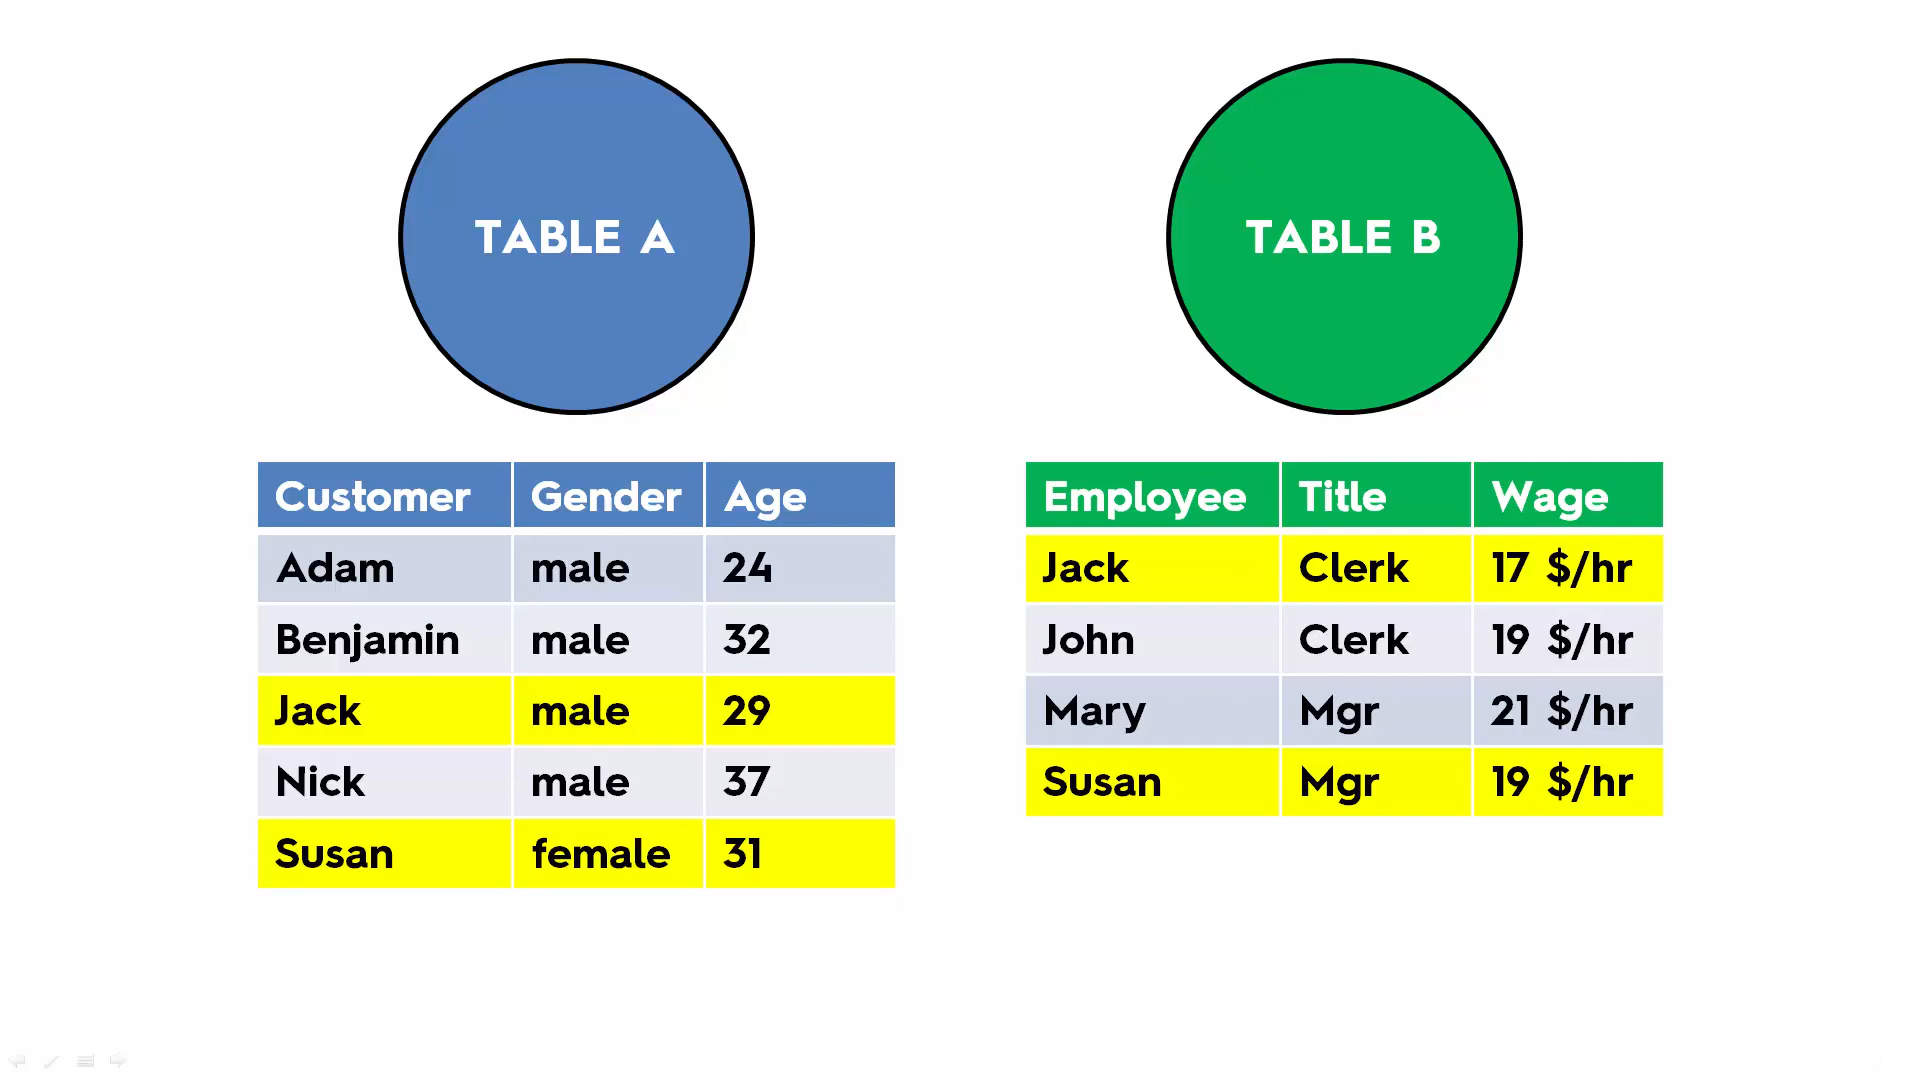 TABLE A
TABLE B
Customer Gender Age
Adam male 24
Benjamin male 32
Jack male 29
Nick male 37
Susan female 31
Employee Title Wage
Jack Clerk 17 $/hr
John Clerk 19 $/hr
Mary Mgr 21 $/hr
Susan Mgr 19 $/hr